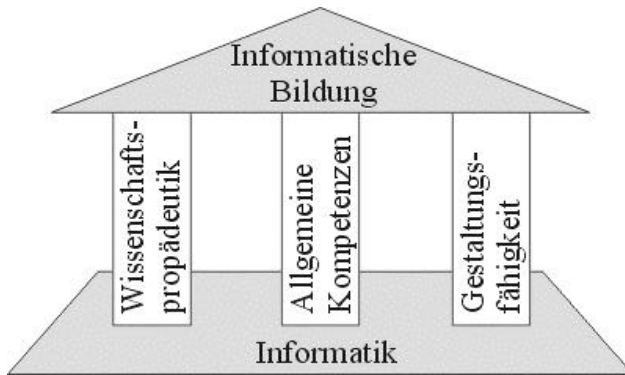 Informatische
Bildung
Wissenschafts-
propädeutik
Allgemeine
Kompetenzen
Gestaltungs-
fähigkeit
Informatik